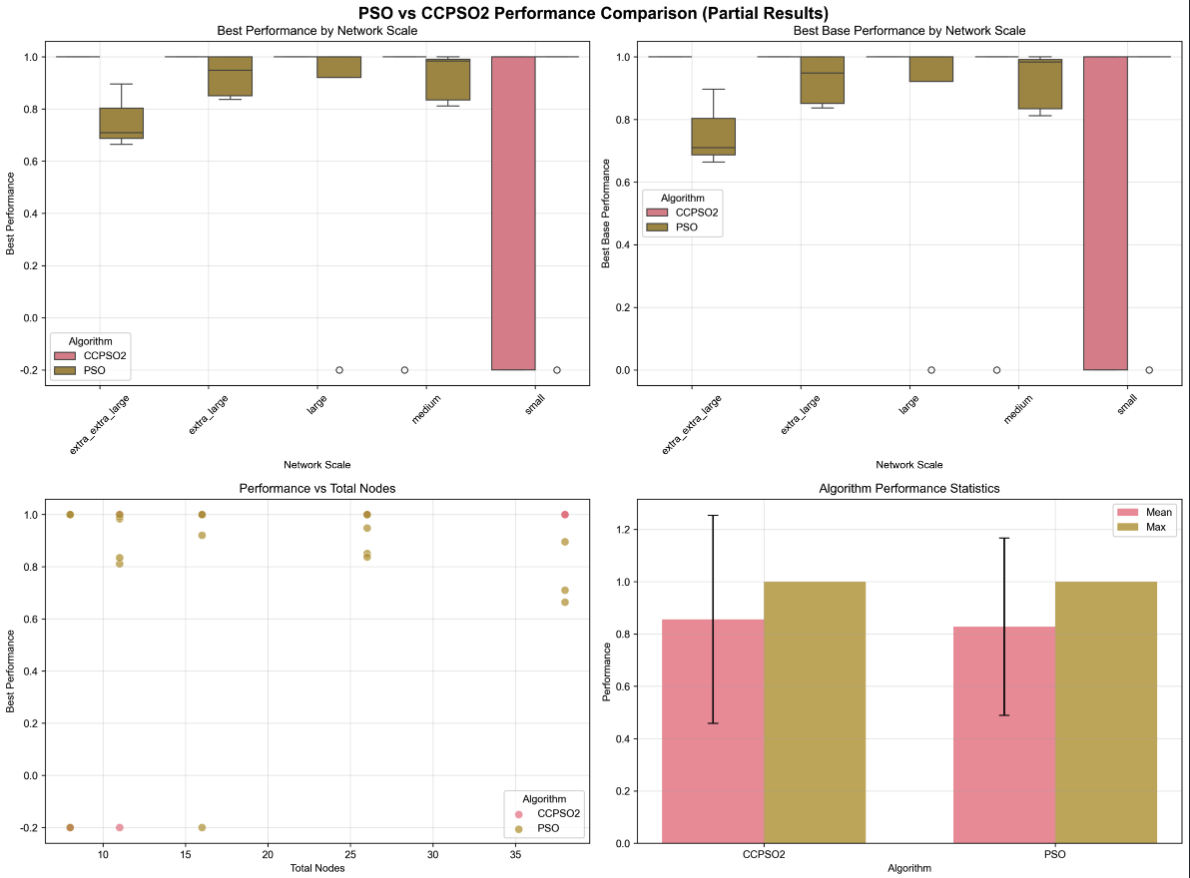 PSO vs CCPSO2 Performance Comparison (Partial Results)
Best Performance by Network Scale
1.0
0.8
0.6
0.4
0.2
0.0
-0.2
Best Performance
Algorithm
CCPSO2
PSO
extra_extra_large
extra_large
large
medium
small
Network Scale
Best Base Performance by Network Scale
1.0
0.8
0.6
0.4
0.2
0.0
Best Base Performance
Algorithm
CCPSO2
PSO
extra_extra_large
extra_large
large
medium
small
Network Scale
Performance vs Total Nodes
1.0
0.8
0.6
0.4
0.2
0.0
-0.2
Best Performance
Algorithm
CCPSO2
PSO
10 15 20 25 30 35
Total Nodes
Algorithm Performance Statistics
Mean
Max
1.2
1.0
0.8
0.6
0.4
0.2
0.0
Performance
CCPSO2 PSO
Algorithm